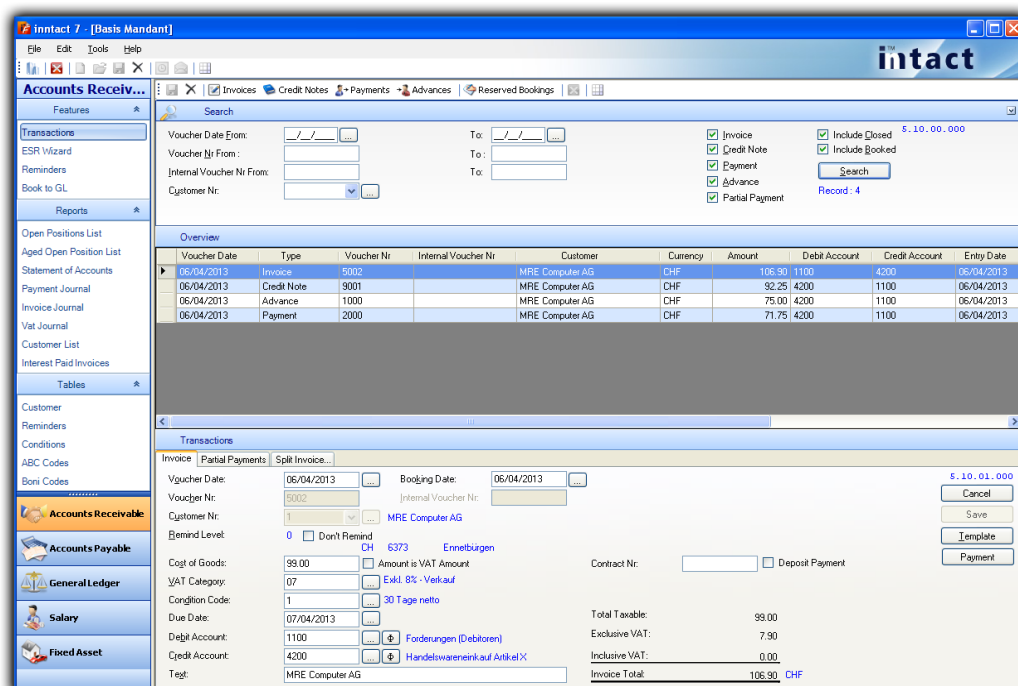 inntact 7 - [Basis Mandant]
File Edit Tools Help
intact
Accounts Receiv...
Invoices Credit Notes Payments Advances Reserved Bookings
Features
Transactions
ESR Wizard
Reminders
Book to GL
Reports
Open Positions List
Aged Open Position List
Statement of Accounts
Payment Journal
Invoice Journal
Vat Journal
Customer List
Interest Paid Invoices
Tables
Customer
Reminders
Conditions
ABC Codes
Boni Codes
Accounts Receivable
Accounts Payable
General Ledger
Salary
Fixed Asset
Search
Voucher Date From: __/__/____ ... To: __/__/____ ... Invoice Include Closed 5.10.00.000
Voucher Nr From : To : Credit Note Include Booked
Internal Voucher Nr From: To: Payment Search
Customer Nr: ... Advance Record : 4
Partial Payment
Overview
Voucher Date Type Voucher Nr Internal Voucher Nr Customer Currency Amount Debit Account Credit Account Entry Date
06/04/2013 Invoice 5002 MRE Computer AG CHF 106.90 1100 4200 06/04/2013
06/04/2013 Credit Note 9001 MRE Computer AG CHF 92.25 4200 1100 06/04/2013
06/04/2013 Advance 1000 MRE Computer AG CHF 75.00 4200 1100 06/04/2013
06/04/2013 Payment 2000 MRE Computer AG CHF 71.75 4200 1100 06/04/2013
Transactions
Invoice Partial Payments Split Invoice...
Voucher Date: 06/04/2013 ... Booking Date: 06/04/2013 ... 5.10.01.000
Voucher Nr: 5002 Internal Voucher Nr: Cancel
Customer Nr: 1 ... MRE Computer AG Save
Remind Level: 0 Don't Remind Template
CH 6373 Ennetbürgen
Cost of Goods: 99.00 Amount is VAT Amount Contract Nr: Deposit Payment Payment
VAT Category: 07 ... Exkl. 8% - Verkauf
Condition Code: 1 ... 30 Tage netto
Due Date: 07/04/2013 ... Total Taxable: 99.00
Debit Account: 1100 ... Φ Forderungen (Debitoren) Exclusive VAT: 7.90
Credit Account: 4200 ... Φ Handelswareneinkauf Artikel X Inclusive VAT: 0.00
Text: MRE Computer AG Invoice Total: 106.90 CHF